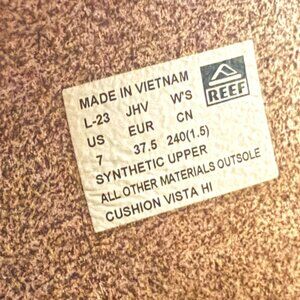 MADE IN VIETNAM
REEF
L-23 JHV W'S
US EUR CN
7 37.5 240(1.5)
SYNTHETIC UPPER
ALL OTHER MATERIALS OUTSOLE
CUSHION VISTA HI